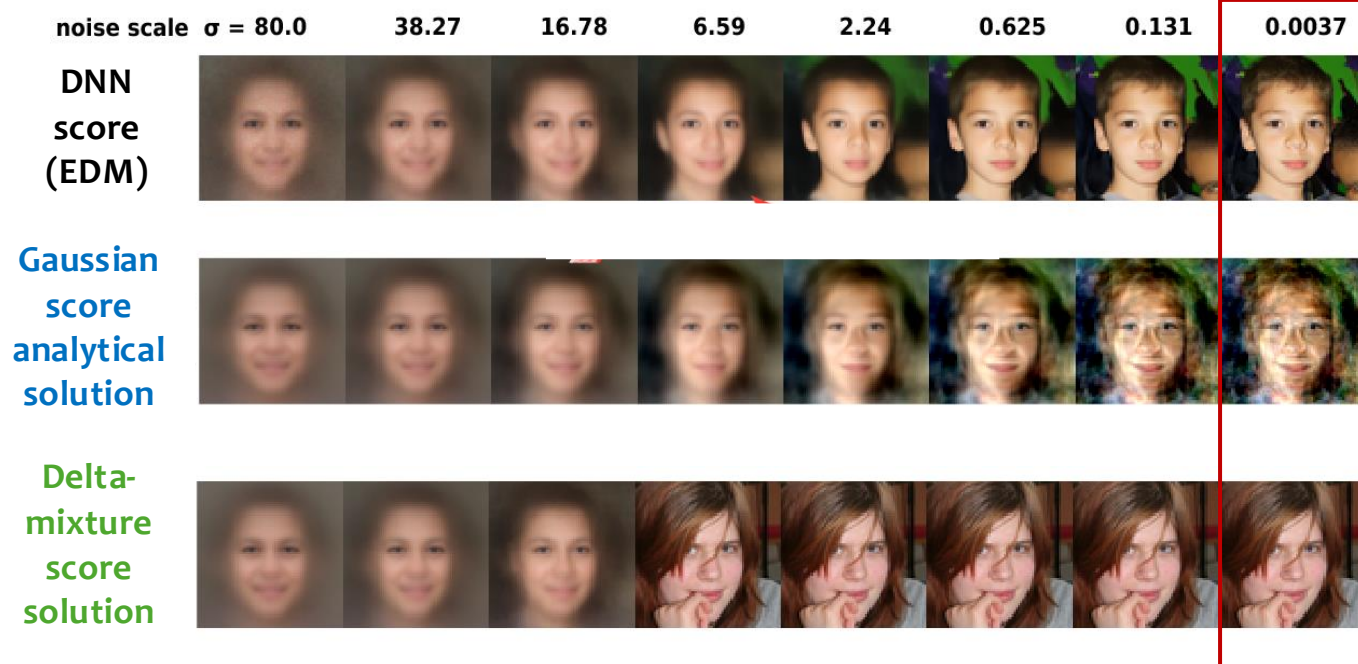 noise scale σ = 80.0 38.27 16.78 6.59 2.24 0.625 0.131 0.0037
DNN
score
(EDM)
Gaussian
score
analytical
solution
Delta-
mixture
score
solution